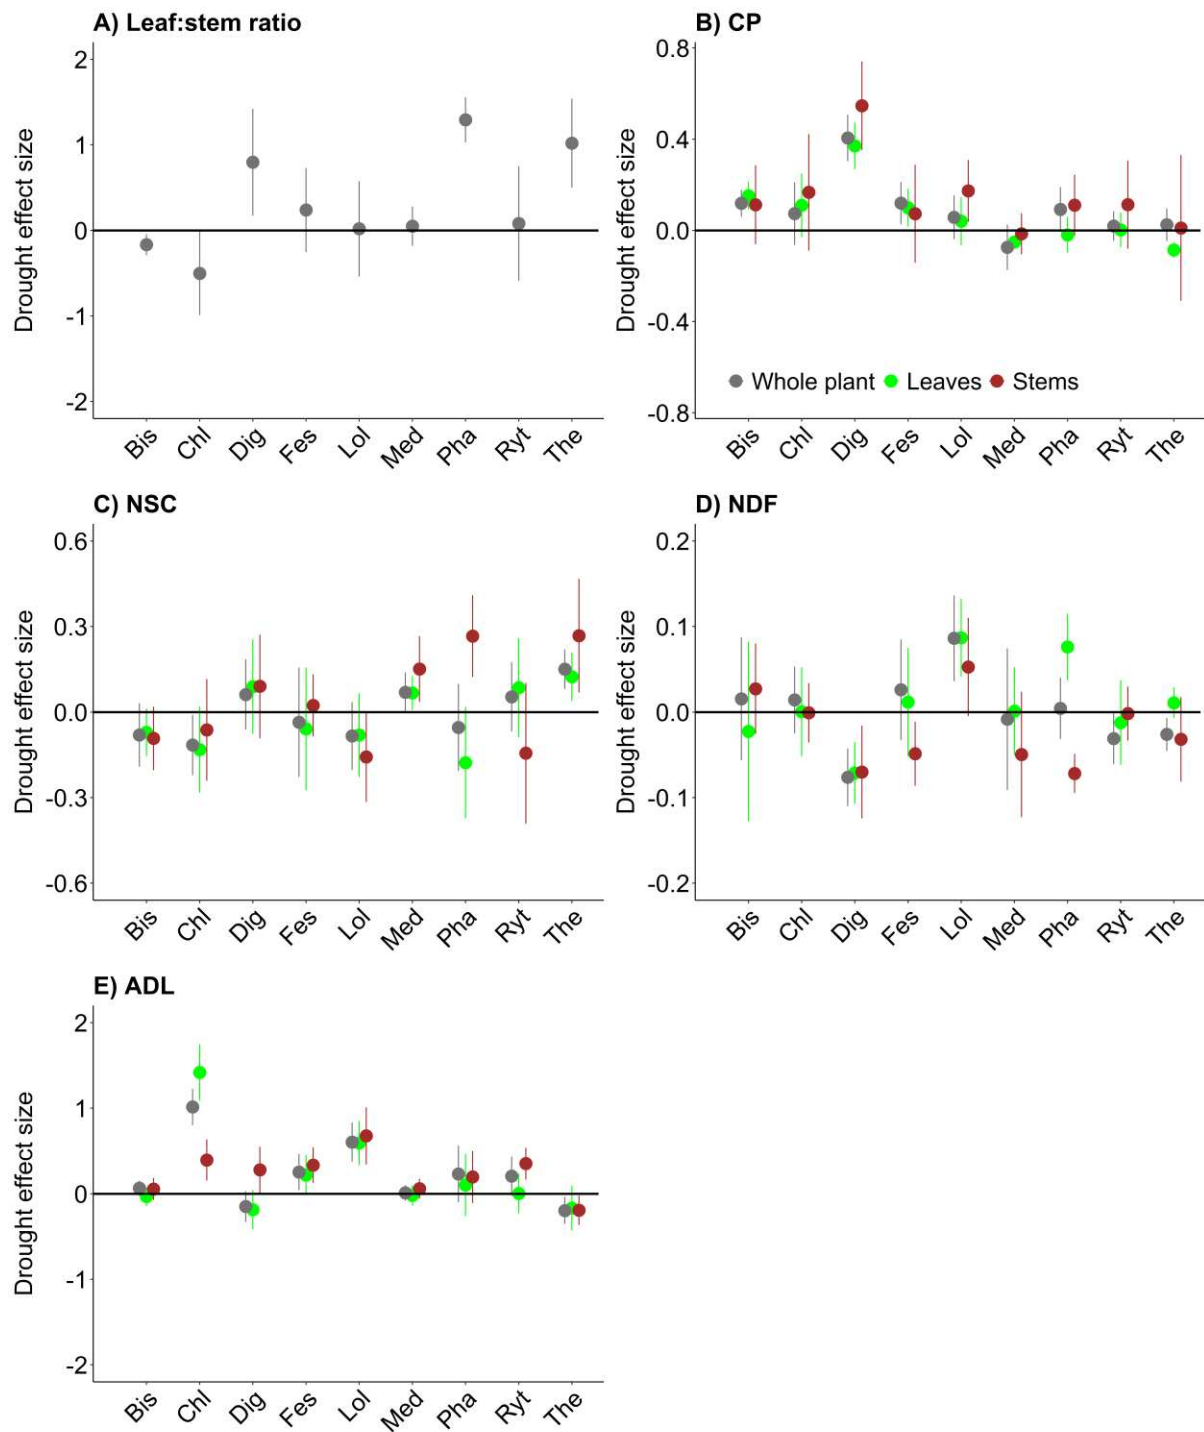 A) Leaf:stem ratio
Drought effect size
2
1
0
-1
-2
Bis Chl Dig Fes Lol Med Pha Ryt The
B) CP
Drought effect size
0.8
0.4
0.0
-0.4
-0.8
Whole plant Leaves Stems
Bis Chl Dig Fes Lol Med Pha Ryt The
C) NSC
Drought effect size
0.6
0.3
0.0
-0.3
-0.6
Bis Chl Dig Fes Lol Med Pha Ryt The
D) NDF
Drought effect size
0.2
0.1
0.0
-0.1
-0.2
Bis Chl Dig Fes Lol Med Pha Ryt The
E) ADL
Drought effect size
2
1
0
-1
-2
Bis Chl Dig Fes Lol Med Pha Ryt The